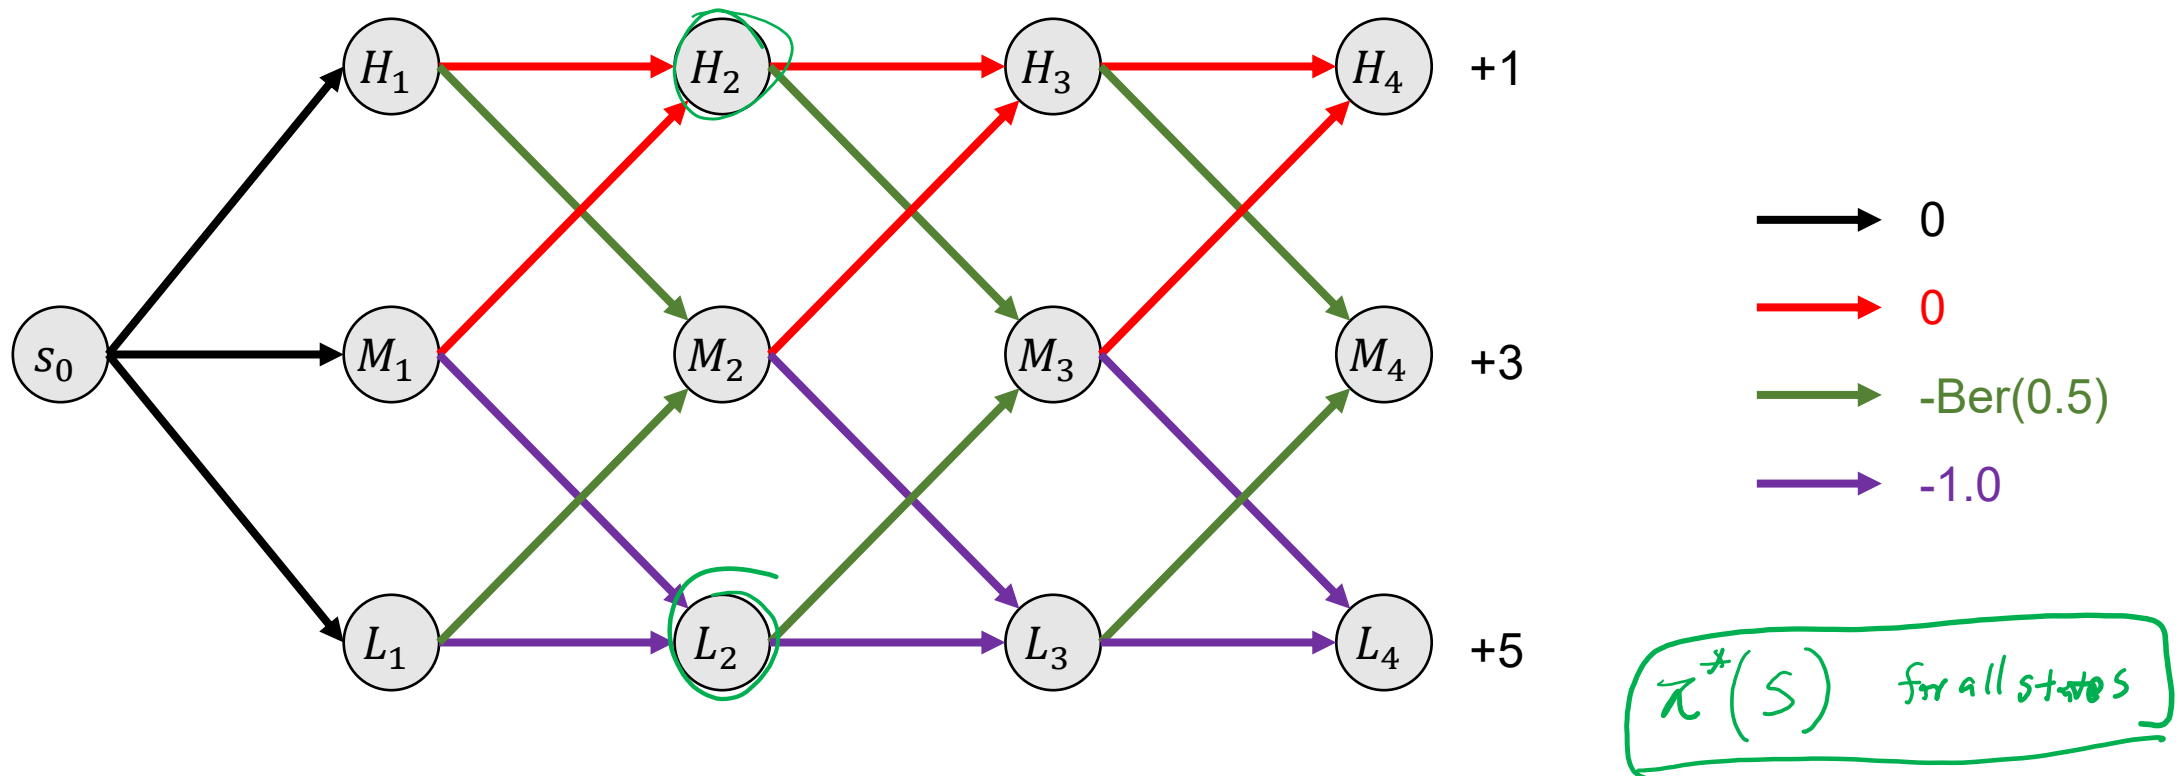 H₁ H₂ H₃ H₄ +1
0
0
s₀ M₁ M₂ M₃ M₄ +3
-Ber(0.5)
-1.0
L₁ L₂ L₃ L₄ +5
π*(S) for all states